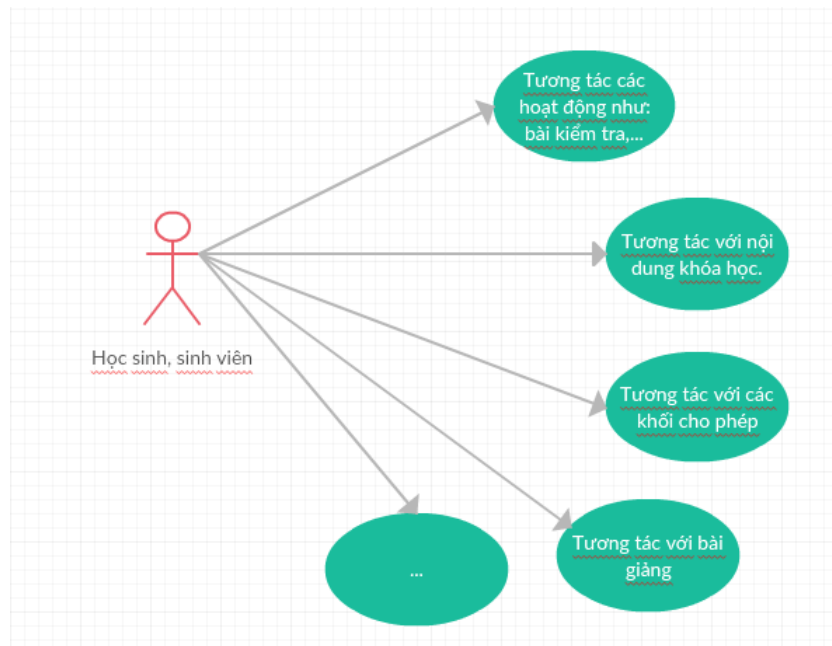 Tương tác các
hoạt động như:
bài kiểm tra,...
Tương tác với nội
dung khóa học.
Học sinh, sinh viên
Tương tác với các
khối cho phép
Tương tác với bài
giảng
...